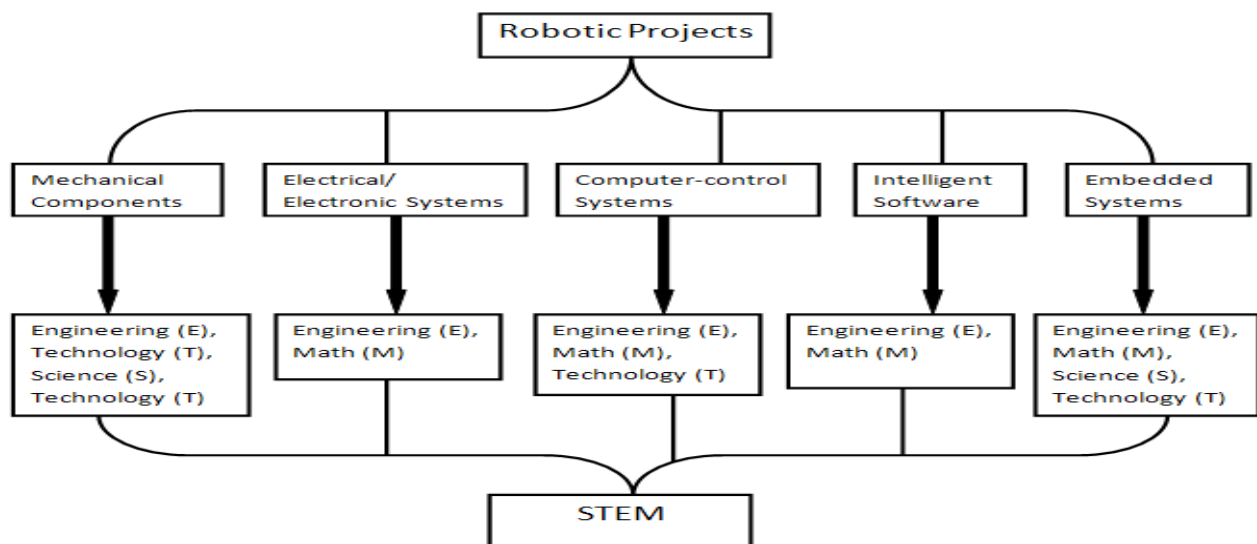 Robotic Projects
Mechanical
Components
Electrical/
Electronic Systems
Computer-control
Systems
Intelligent
Software
Embedded
Systems
Engineering (E),
Technology (T),
Science (S),
Technology (T)
Engineering (E),
Math (M)
Engineering (E),
Math (M),
Technology (T)
Engineering (E),
Math (M)
Engineering (E),
Math (M),
Science (S),
Technology (T)
STEM